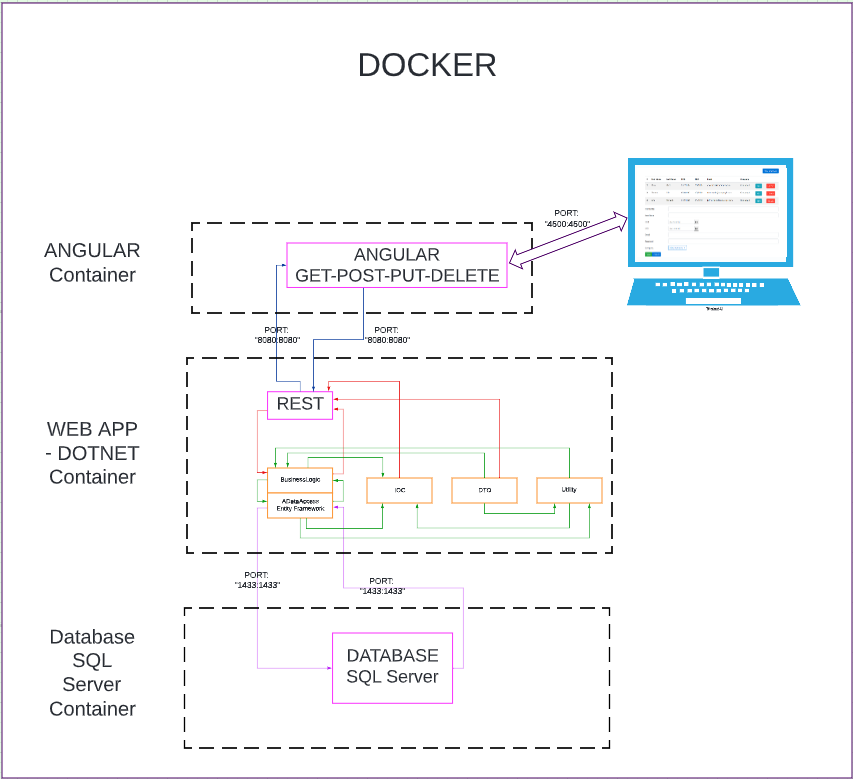 DOCKER
PORT:
"4500:4500"
ANGULAR
Container
ANGULAR
GET-POST-PUT-DELETE
PORT:
"8080:8080"
PORT:
"8080:8080"
WEB APP
- DOTNET
Container
REST
BusinessLogic
Entity Framework
IOC
DTO
Utility
PORT:
"1433:1433"
PORT:
"1433:1433"
Database
SQL
Server
Container
DATABASE
SQL Server